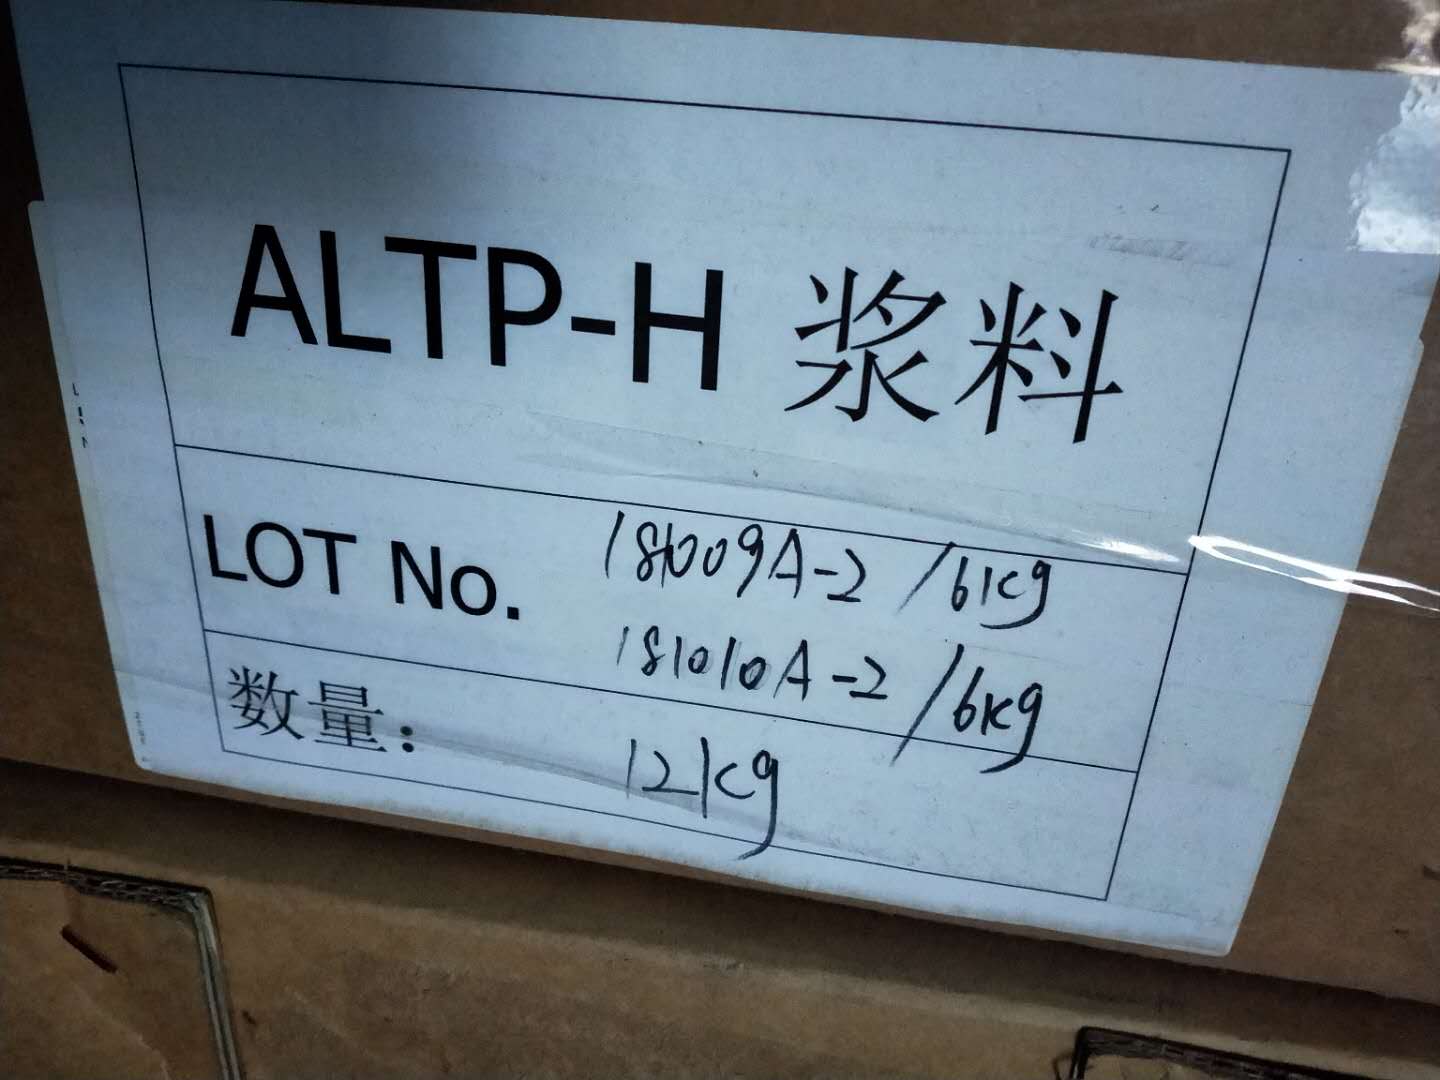 ALTP-H 浆料
LOT No. 181009A-2 /6kg
181010A-2 /6kg
数量: 12kg